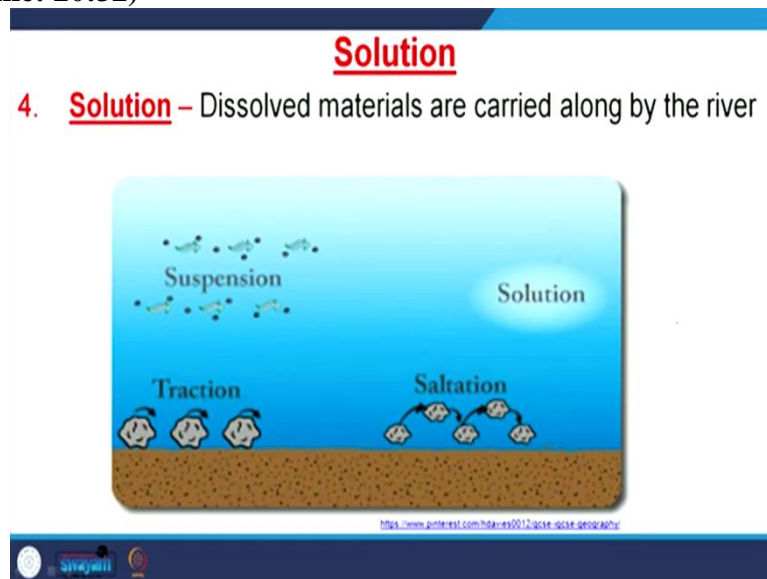 Solution
4. Solution – Dissolved materials are carried along by the river
Suspension
Solution
Traction
Saltation
https://www.pinterest.com/hdavies0012/igcse-igcse-geography/
swayam